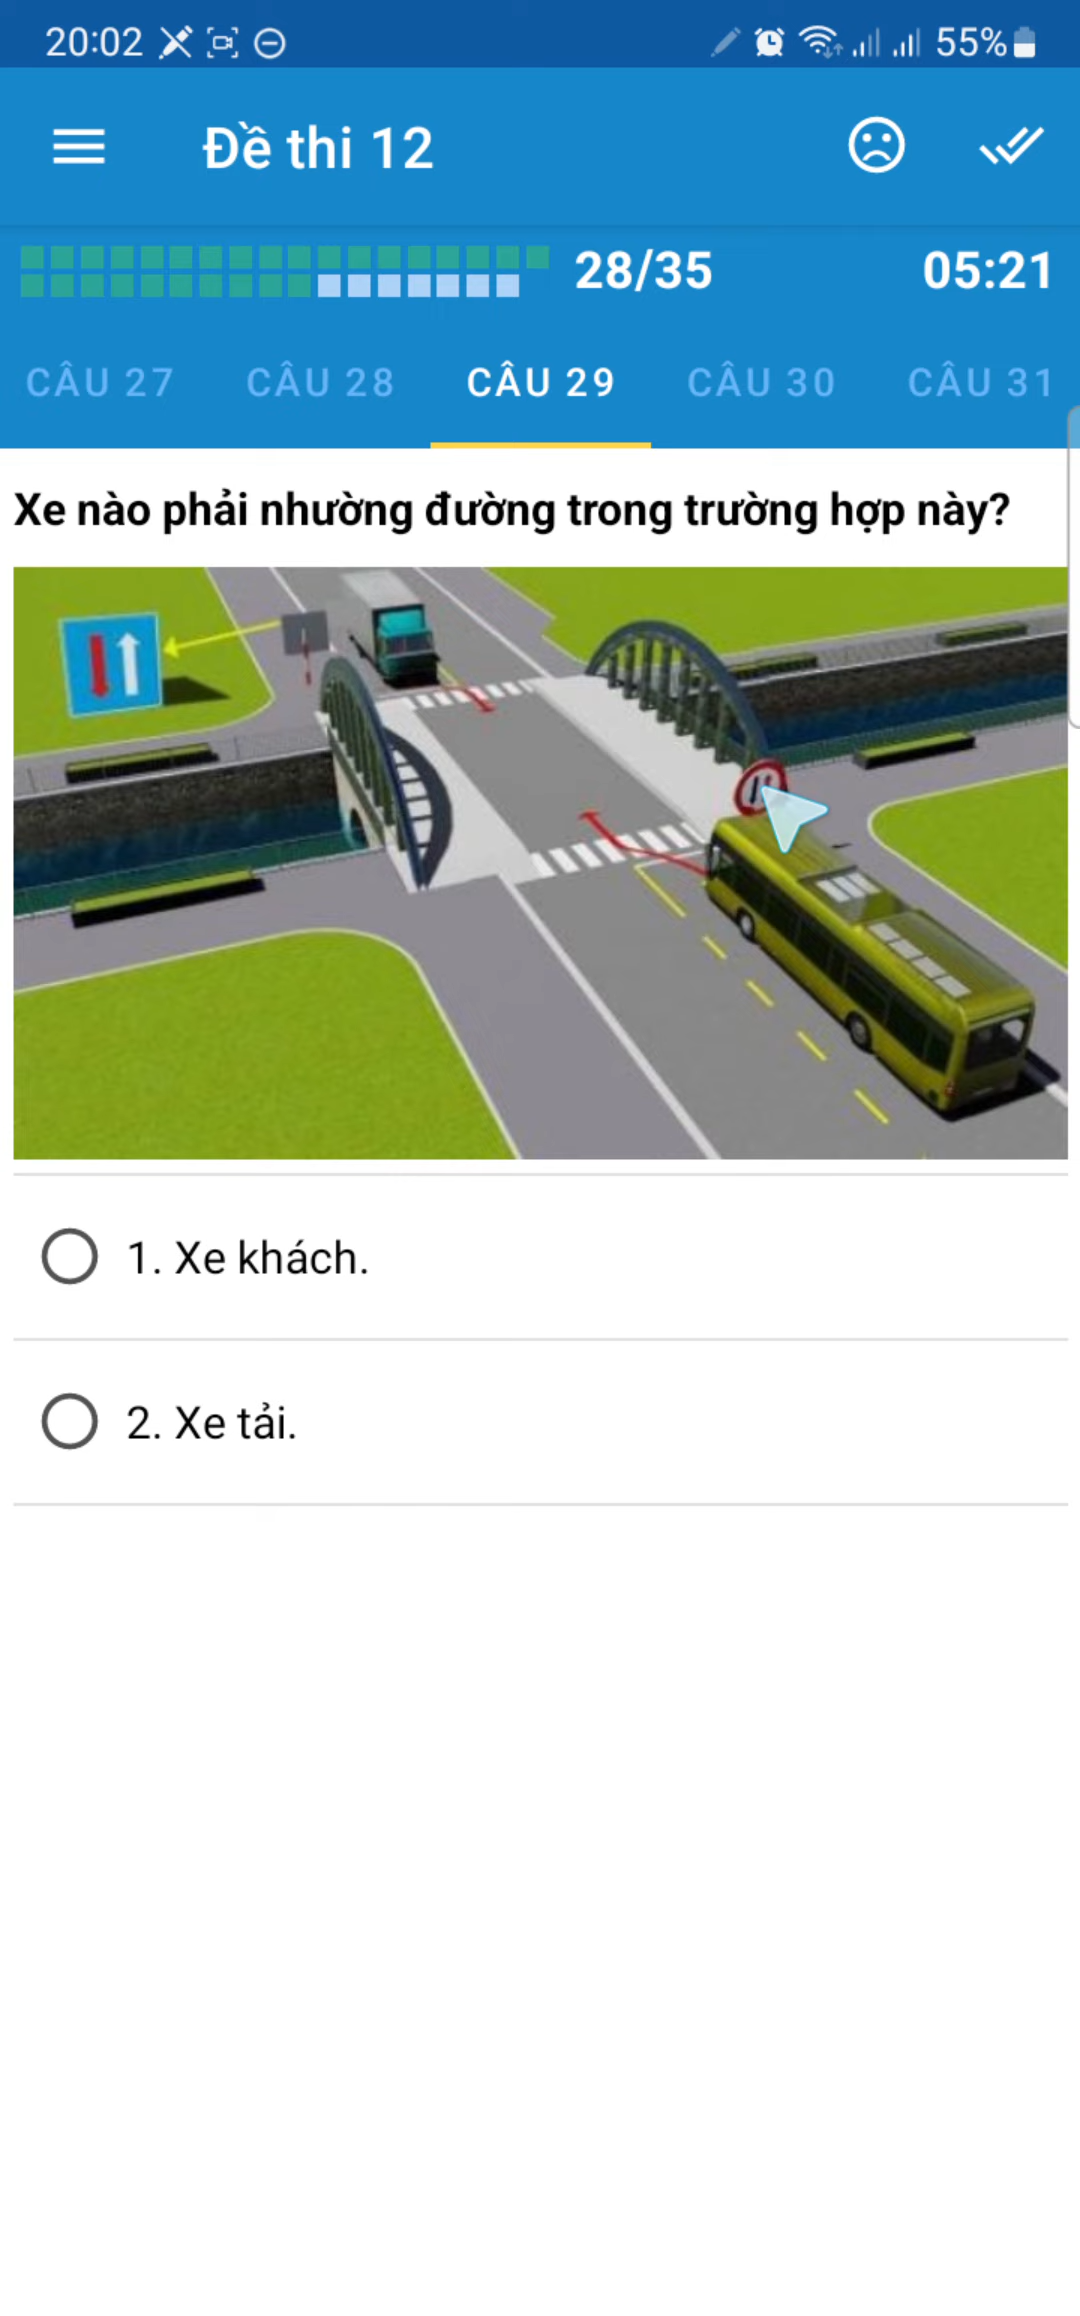 20:02 55%
Đề thi 12
28/35 05:21
CÂU 27 CÂU 28 CÂU 29 CÂU 30 CÂU 31
Xe nào phải nhường đường trong trường hợp này?
1. Xe khách.
2. Xe tải.